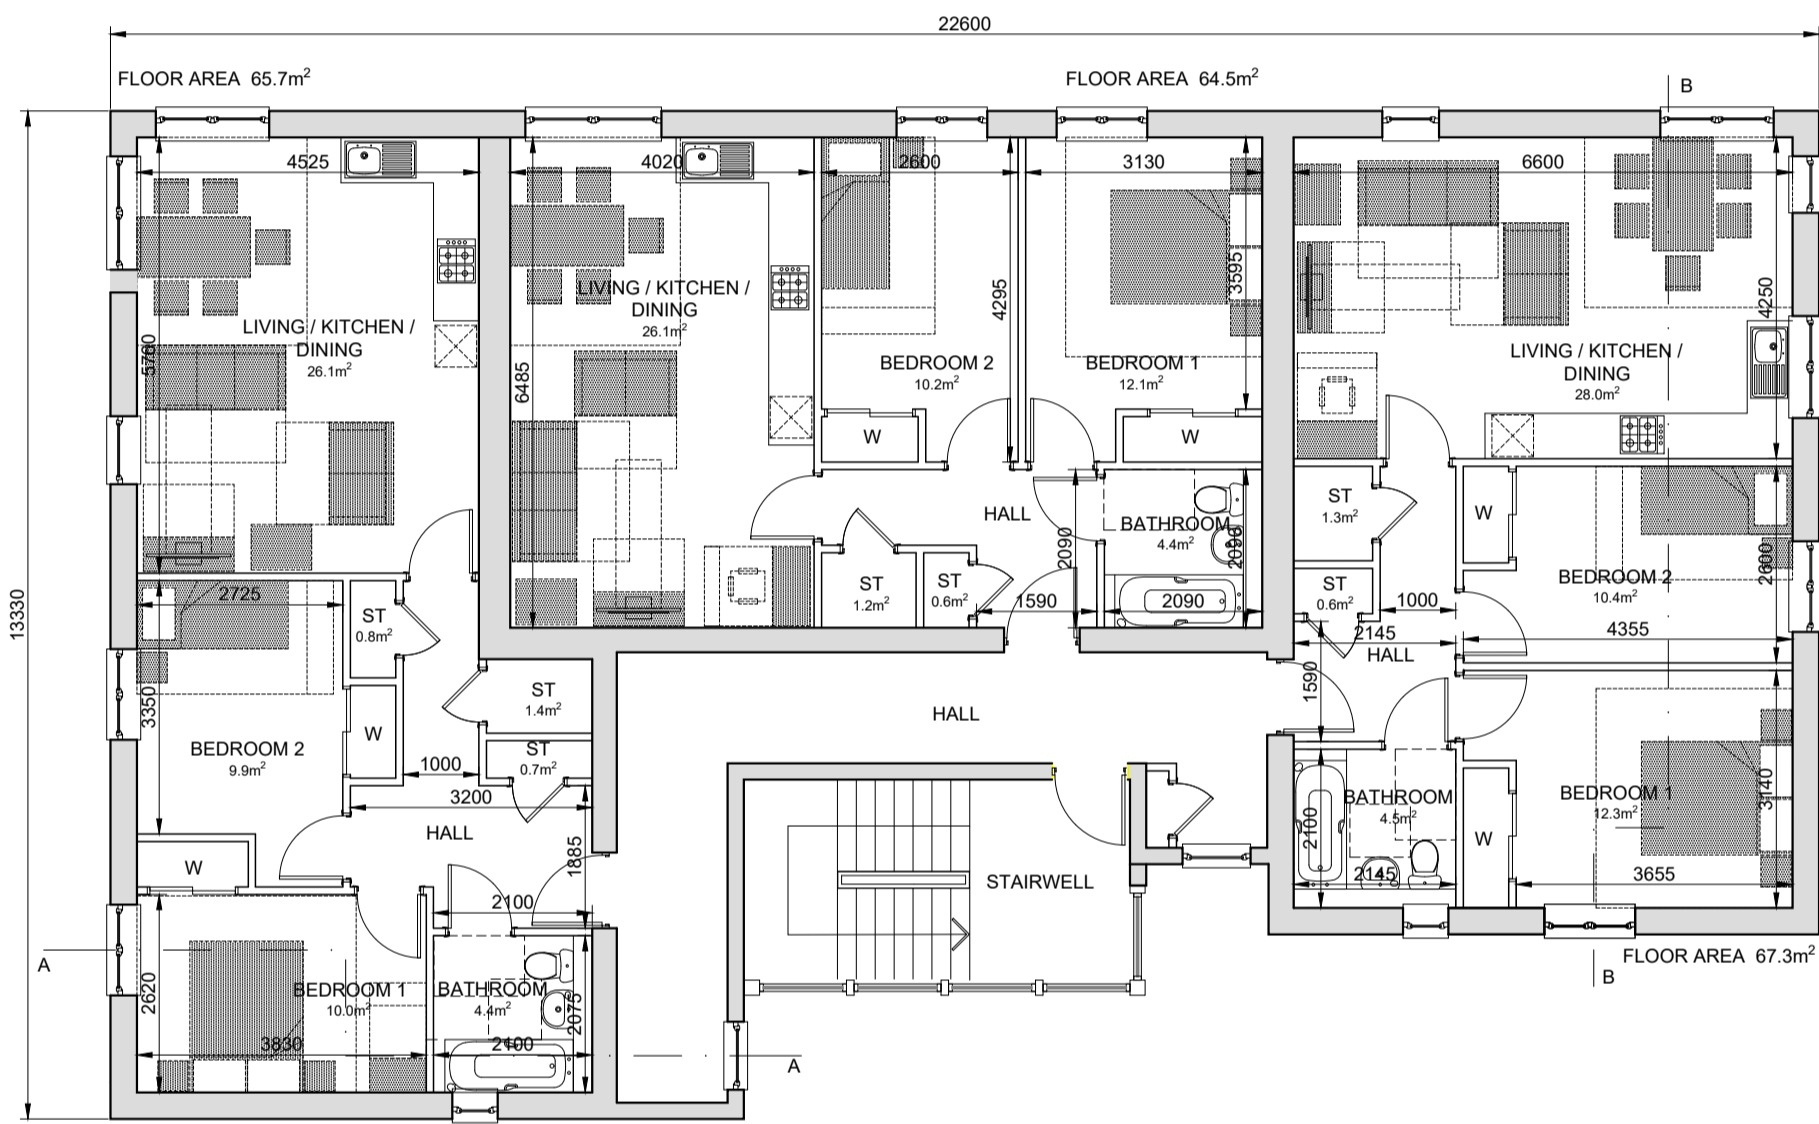 22600
FLOOR AREA 65.7m²
FLOOR AREA 64.5m²
B
4525
4020
2600
3130
6600
13330
5760
LIVING / KITCHEN /
DINING
26.1m²
6485
LIVING / KITCHEN /
DINING
26.1m²
4295
BEDROOM 2
10.2m²
3595
BEDROOM 1
12.1m²
4250
LIVING / KITCHEN /
DINING
28.0m²
W
W
HALL
2090
BATHROOM
4.4m²
2090
ST
1.3m²
W
ST
1.2m²
ST
0.6m²
1590
2090
ST
0.6m²
1000
BEDROOM 2
10.4m²
2600
2725
ST
0.8m²
3350
BEDROOM 2
9.9m²
W
ST
1.4m²
ST
0.7m²
1000
3200
HALL
HALL
2145
HALL
1590
4355
W
1885
2100
STAIRWELL
2100
BATHROOM
4.5m²
2145
W
BEDROOM 1
12.3m²
3140
3655
A
2620
BEDROOM 1
10.0m²
3830
BATHROOM
4.4m²
2075
2100
A
FLOOR AREA 67.3m²
B